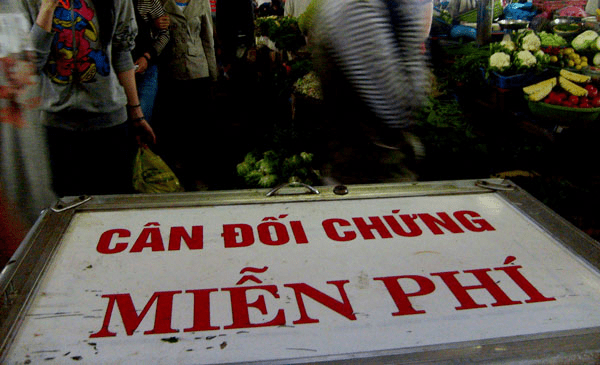 CÂN ĐỐI CHỨNG
MIỄN PHÍ